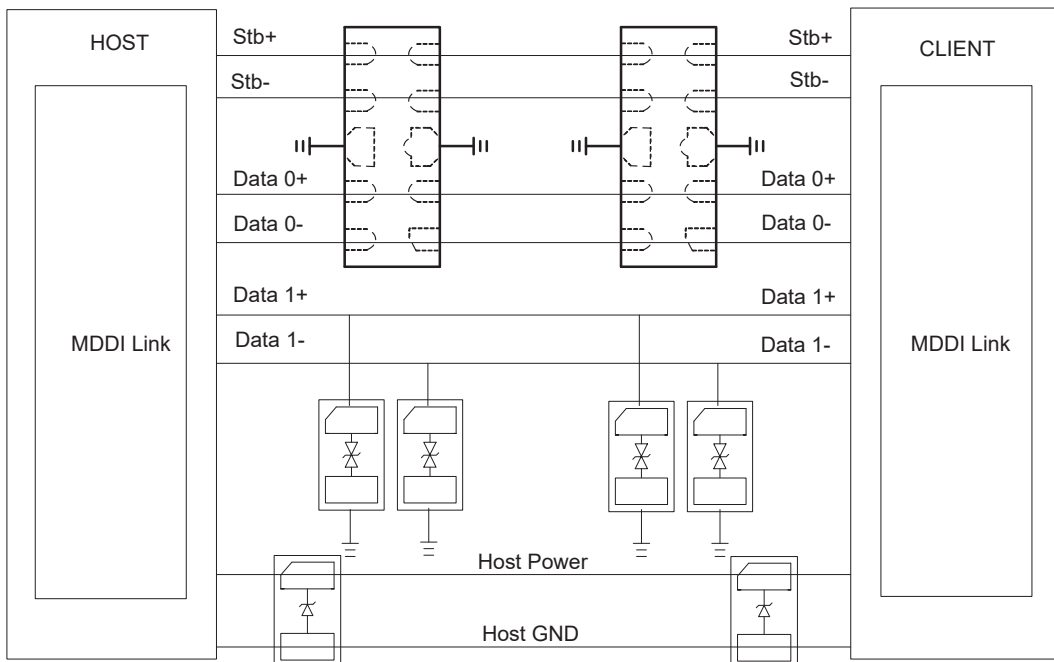 HOST
Stb+
Stb+
CLIENT
Stb-
Stb-
Data 0+
Data 0+
Data 0-
Data 0-
Data 1+
Data 1+
MDDI Link
Data 1-
Data 1-
MDDI Link
Host Power
Host GND